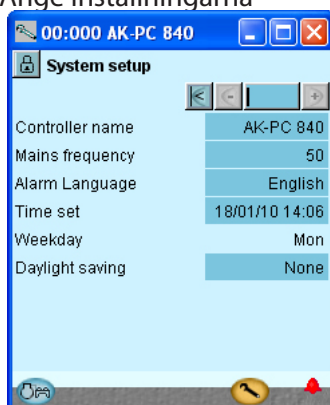 Ange inställningarna
00:000 AK-PC 840
System setup
Controller name AK-PC 840
Mains frequency 50
Alarm Language English
Time set 18/01/10 14:06
Weekday Mon
Daylight saving None